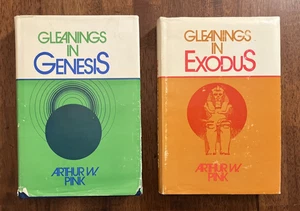 GLEANINGS
IN
GENESIS
ARTHUR W.
PINK
GLEANINGS
IN
EXODUS
ARTHUR W.
PINK